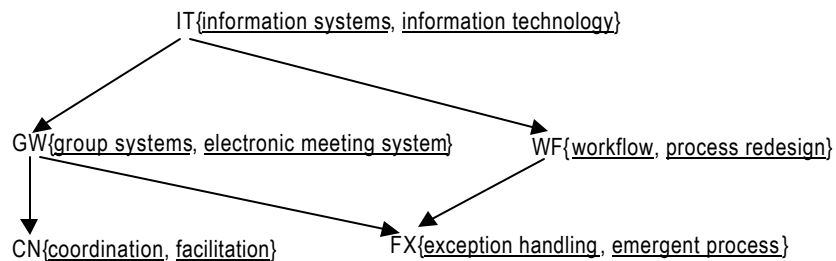 IT{information systems, information technology}
GW{group systems, electronic meeting system}
WF{workflow, process redesign}
CN{coordination, facilitation}
FX{exception handling, emergent process}